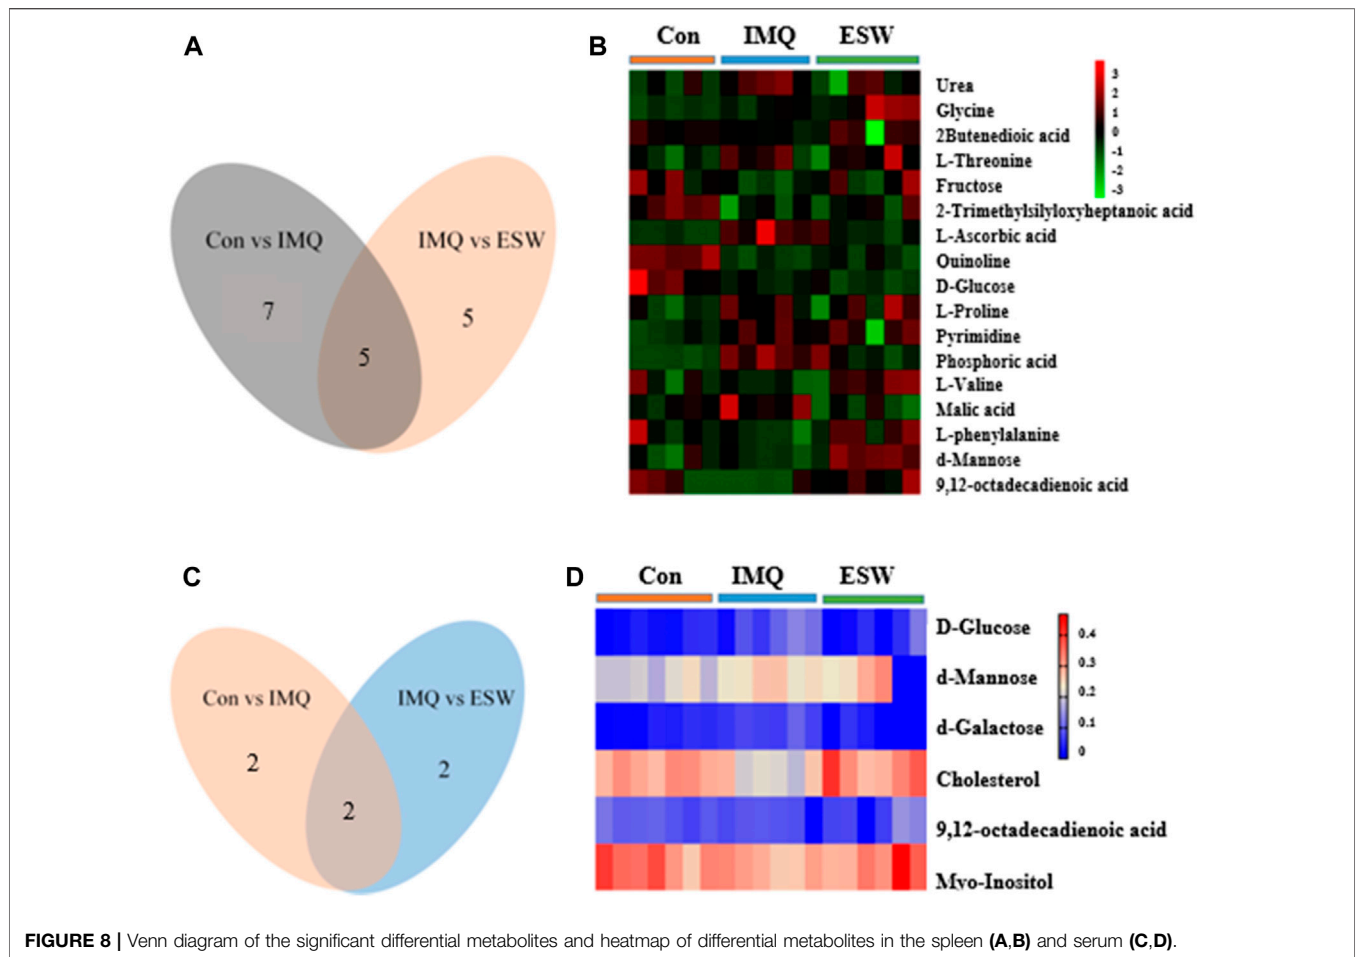 A
Con vs IMQ
IMQ vs ESW
7
5
5
B
Con IMQ ESW
Urea
Glycine
2Butenedioic acid
L-Threonine
Fructose
2-Trimethylsilyloxyheptanoic acid
L-Ascorbic acid
Quinoline
D-Glucose
L-Proline
Pyrimidine
Phosphoric acid
L-Valine
Malic acid
L-phenylalanine
d-Mannose
9,12-octadecadienoic acid
3
2
1
0
-1
-2
-3
C
Con vs IMQ
IMQ vs ESW
2
2
2
D
Con IMQ ESW
D-Glucose
d-Mannose
d-Galactose
Cholesterol
9,12-octadecadienoic acid
Myo-Inositol
0.4
0.3
0.2
0.1
0
FIGURE 8 | Venn diagram of the significant differential metabolites and heatmap of differential metabolites in the spleen (A,B) and serum (C,D).